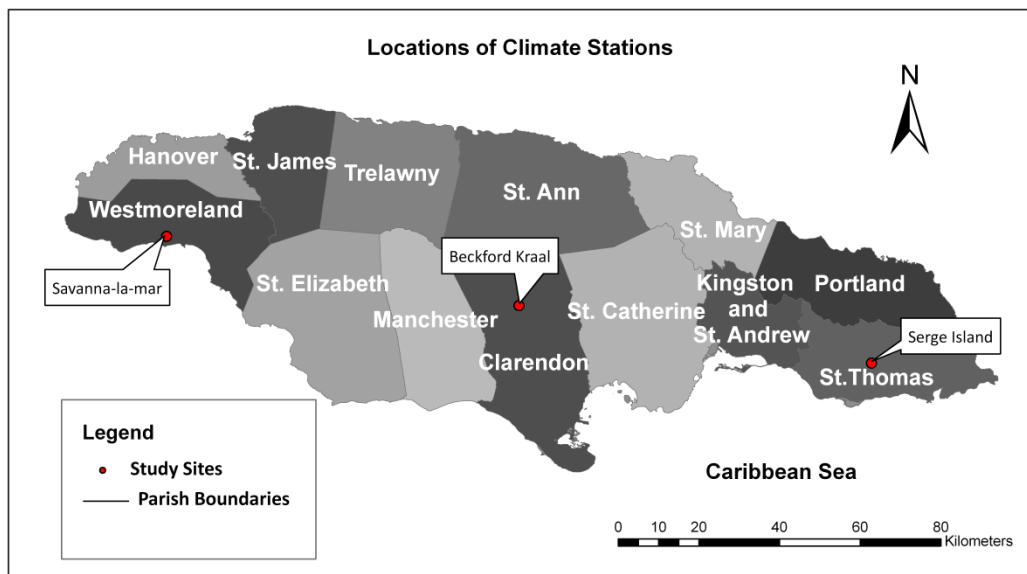 Locations of Climate Stations
N
Hanover
St. James
Trelawny
St. Ann
Westmoreland
St. Mary
Savanna-la-mar
Beckford Kraal
St. Elizabeth
Manchester
Clarendon
St. Catherine
Kingston
and
St. Andrew
Portland
Serge Island
St.Thomas
Legend
Study Sites
Parish Boundaries
Caribbean Sea
0 10 20 40 60 80
Kilometers